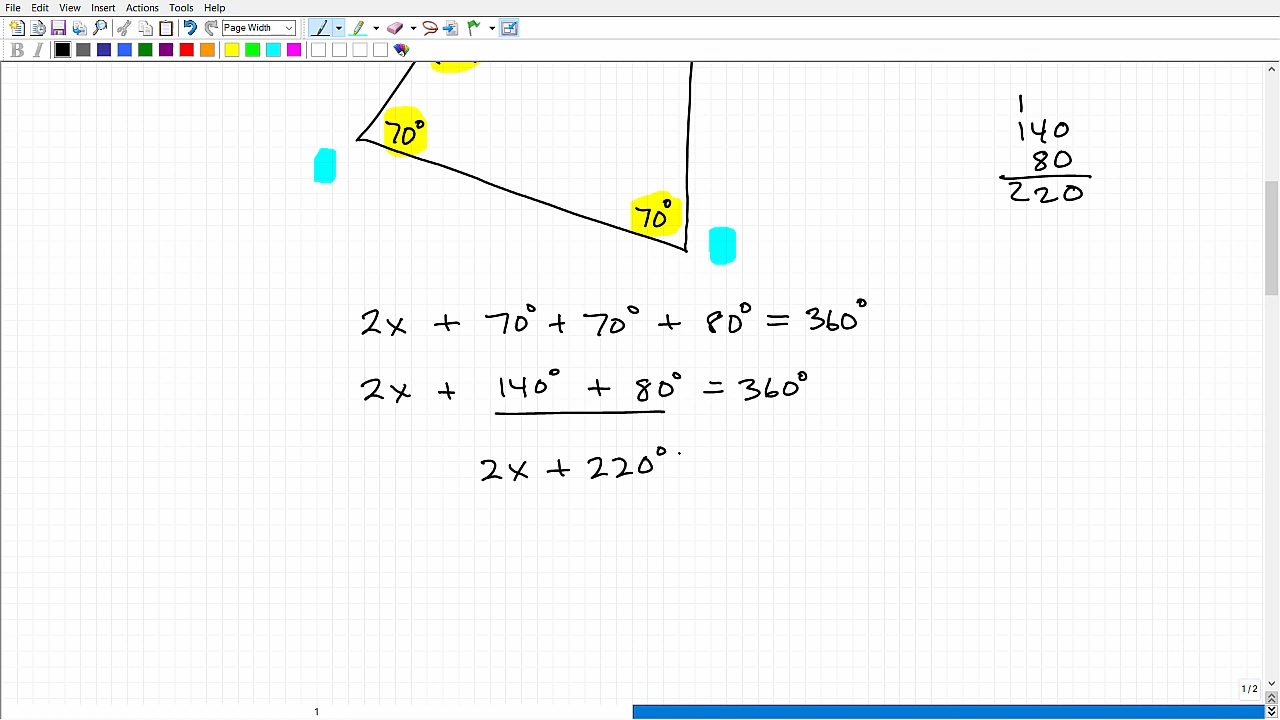 File Edit View Insert Actions Tools Help
Page Width
B I
70°
70°
1
140
80
220
2x + 70° + 70° + 80° = 360°
2x + 140° + 80° = 360°
2x + 220°
1/2
1